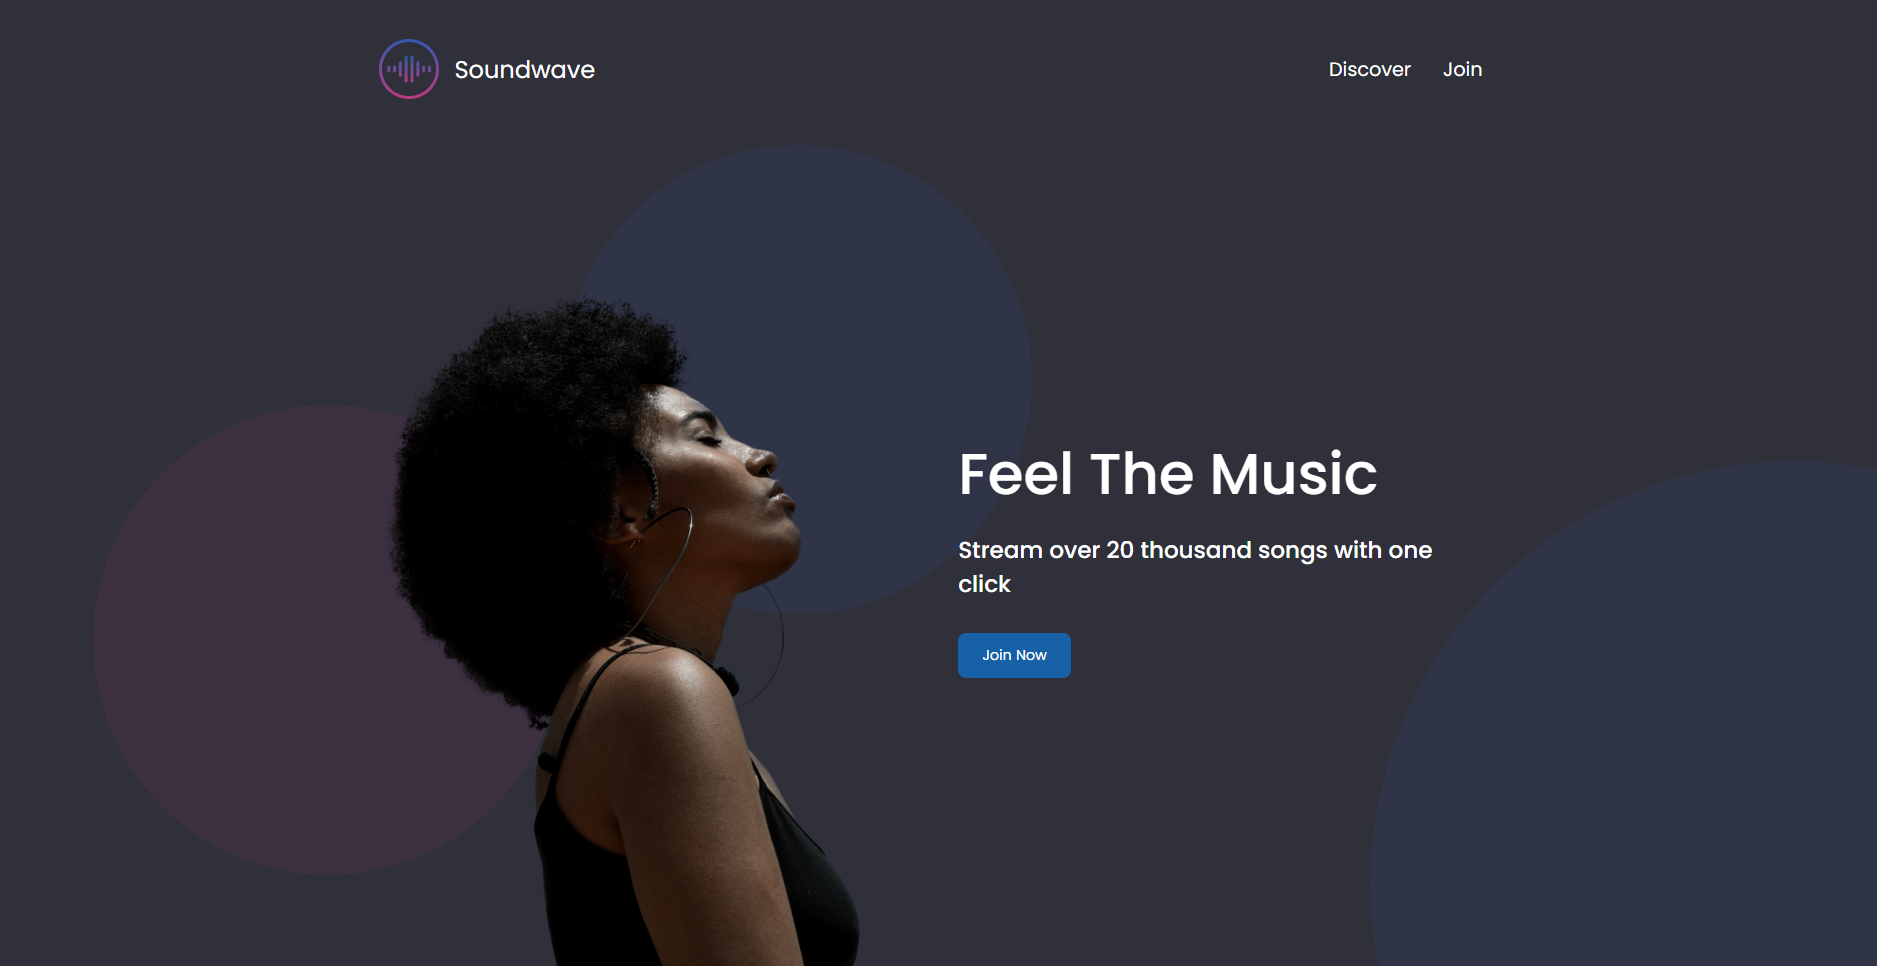 Soundwave
Discover
Join
Feel The Music
Stream over 20 thousand songs with one
click
Join Now